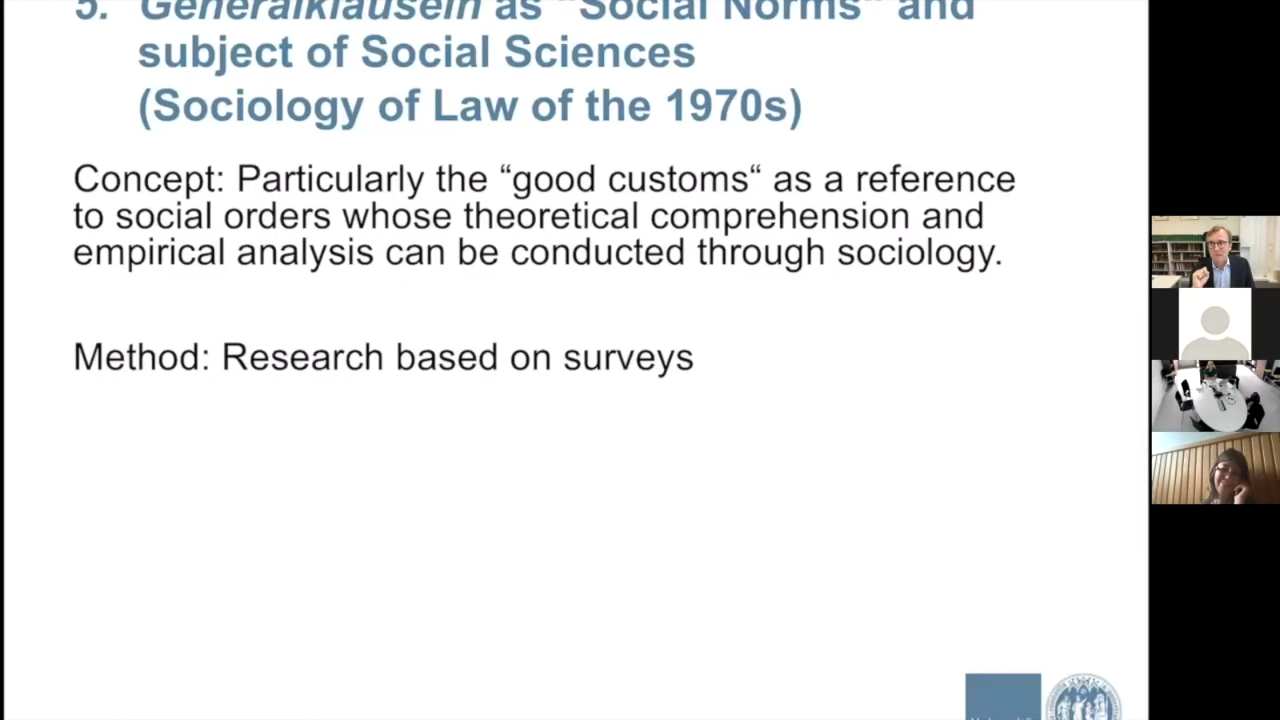 5. Generalklauseln as "Social Norms“ and
subject of Social Sciences
(Sociology of Law of the 1970s)
Concept: Particularly the “good customs“ as a reference
to social orders whose theoretical comprehension and
empirical analysis can be conducted through sociology.
Method: Research based on surveys